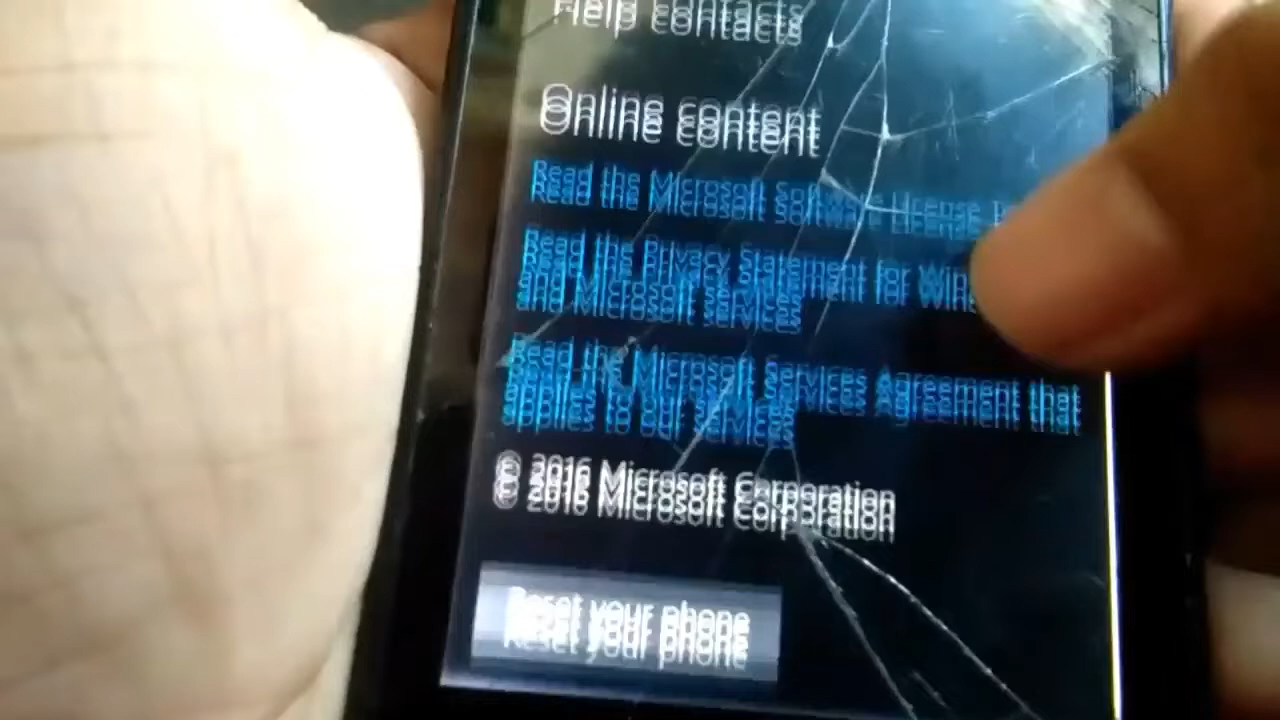 Help contacts
Online content
Read the Microsoft Software License
Read the Privacy Statement for
and Microsoft services
Read the Microsoft Services Agreement that
applies to our services
© 2016 Microsoft Corporation
Reset your phone